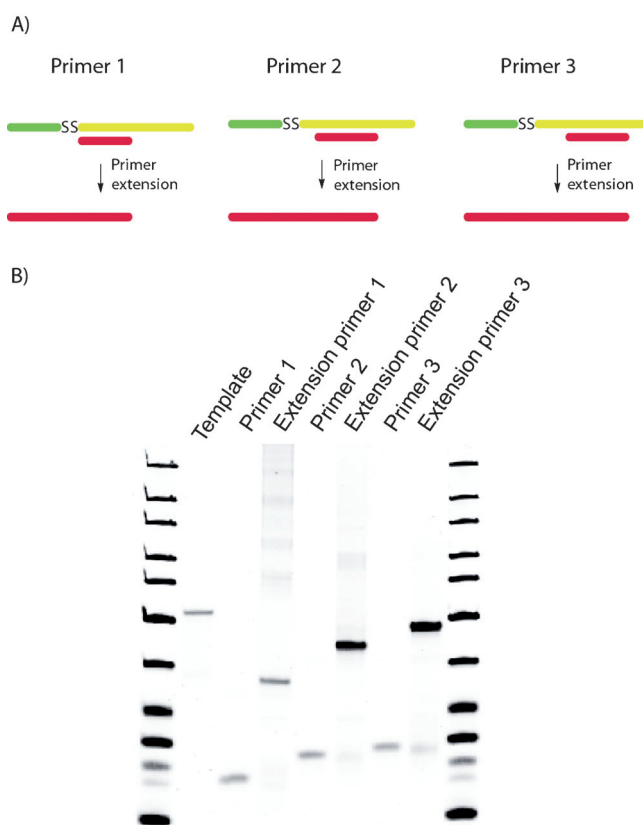 A)
Primer 1
Primer 2
Primer 3
SS
SS
SS
Primer
extension
Primer
extension
Primer
extension
B)
Template
Primer 1
Extension primer 1
Primer 2
Extension primer 2
Primer 3
Extension primer 3